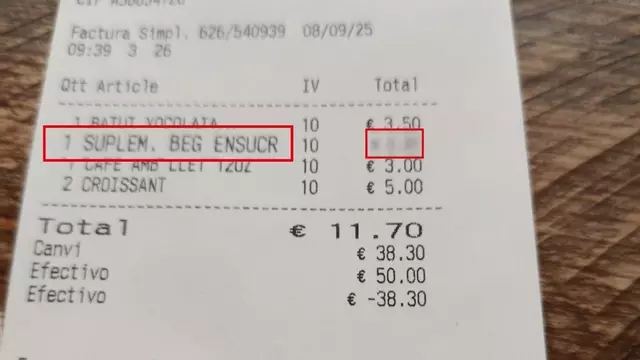 Factura Simpl. 626/540939 08/09/25
09:39 3 26
Qtt Article IV Total
1 BATUT XOCOLATA... 10 € 3.50
1 SUPLEM. BEG ENSUCR 10
1 CAFE AMB LLET 10 € 3.00
2 CROISSANT 10 € 5.00
Total € 11.70
Canvi € 38.30
Efectivo € 50.00
Efectivo € -38.30